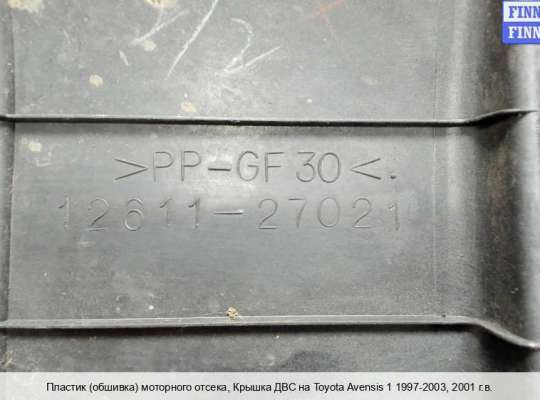 FINN
FINN
>PP-GF30<.
12611-27021
Пластик (обшивка) моторного отсека, Крышка ДВС на Toyota Avensis 1 1997-2003, 2001 г.в.